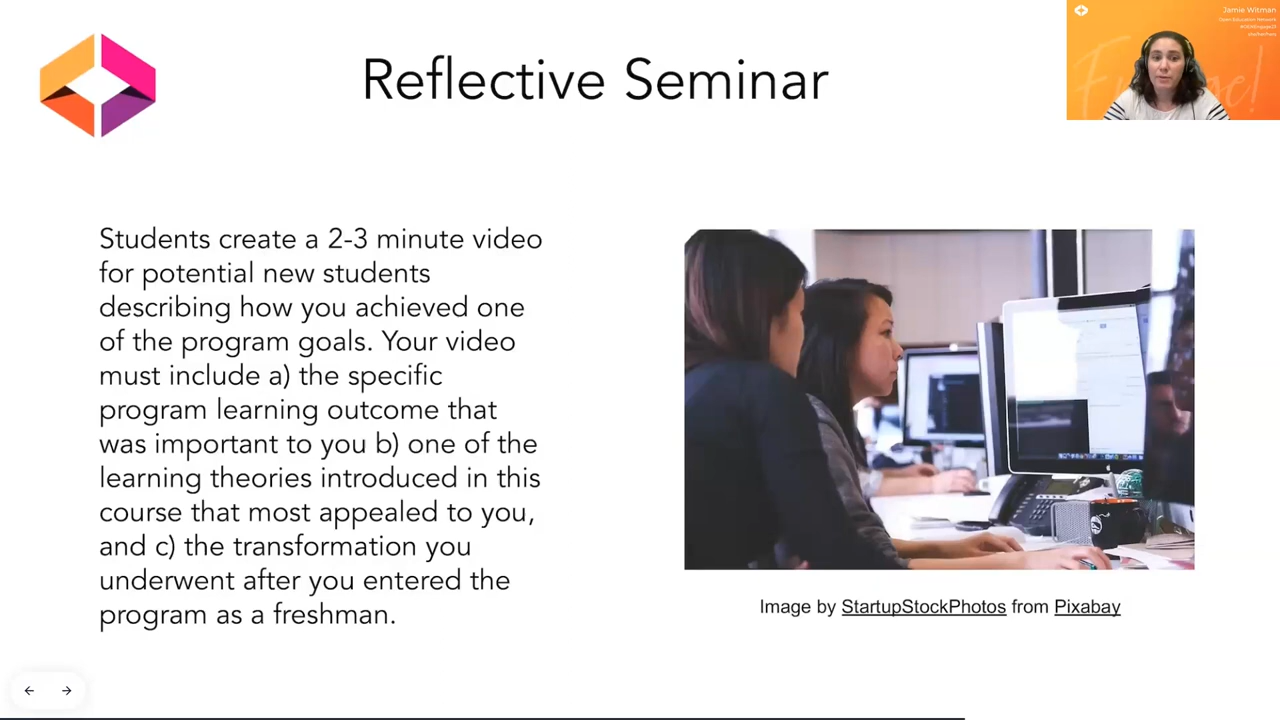 Reflective Seminar
Jamie Witman
Open Education Network
Students create a 2-3 minute video
for potential new students
describing how you achieved one
of the program goals. Your video
must include a) the specific
program learning outcome that
was important to you b) one of the
learning theories introduced in this
course that most appealed to you,
and c) the transformation you
underwent after you entered the
program as a freshman.
Image by StartupStockPhotos from Pixabay